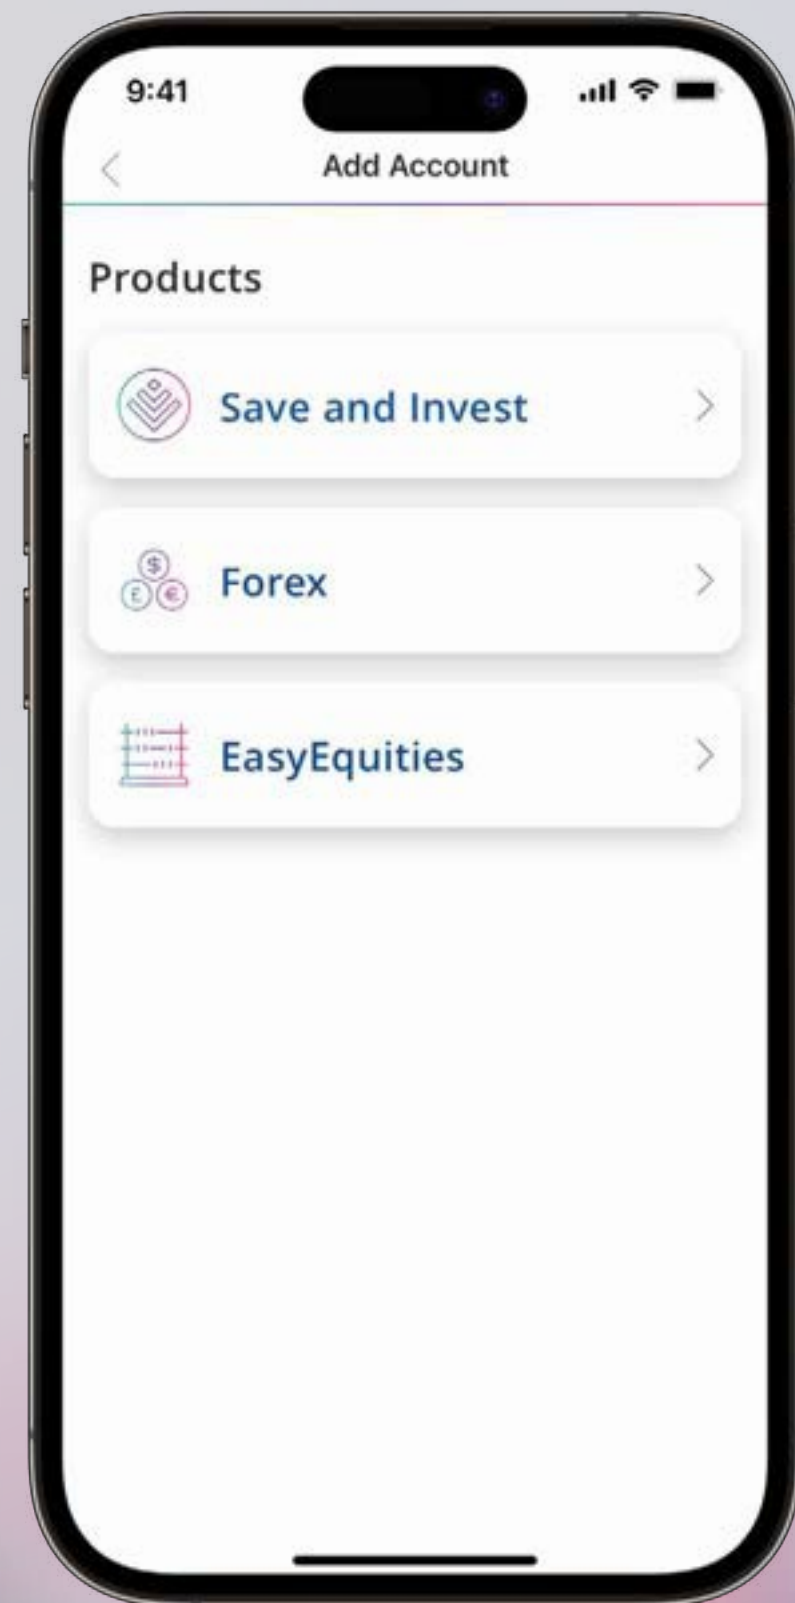 9:41
Add Account
Products
Save and Invest
$
£ €
Forex
EasyEquities